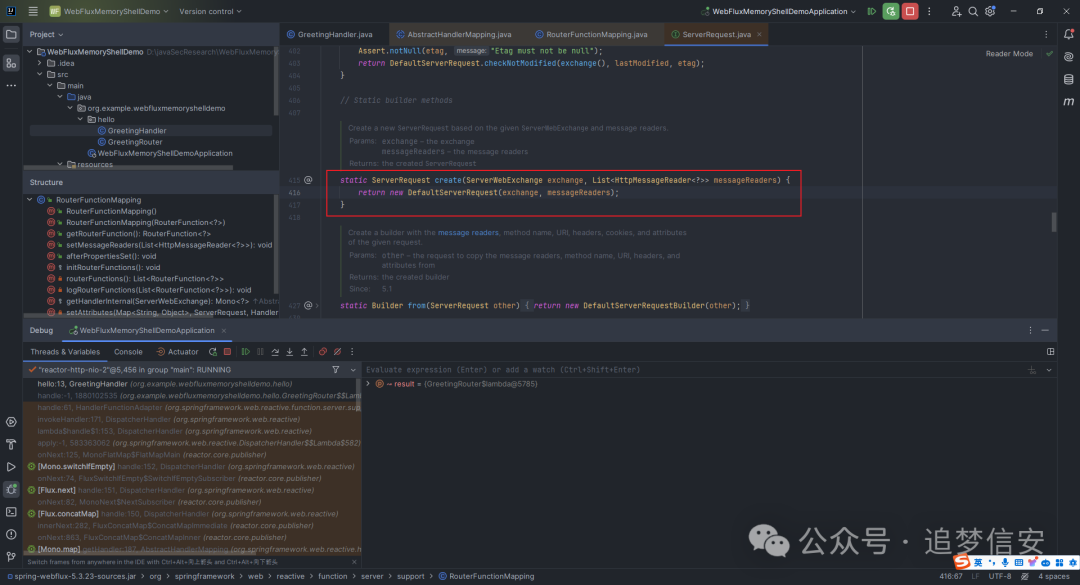 WF WebFluxMemoryShellDemo Version control WebFluxMemoryShellDemoApplication
Project
WebFluxMemoryShellDemo D:\javaSecResearch\WebFluxM
.idea
src
main
java
org.example.webfluxmemoryshelldemo
hello
GreetingHandler
GreetingRouter
WebFluxMemoryShellDemoApplication
resources
Structure
RouterFunctionMapping
RouterFunctionMapping()
RouterFunctionMapping(RouterFunction<?>)
getRouterFunction(): RouterFunction<?>
setMessageReaders(List<HttpMessageReader<?>>): void
afterPropertiesSet(): void
initRouterFunctions(): void
routerFunctions(): List<RouterFunction<?>>
logRouterFunctions(List<RouterFunction<?>>): void
getHandlerInternal(ServerWebExchange): Mono<?> ↑Abstra
setAttributes(Map<String, Object>, ServerRequest, Handler
GreetingHandler.java AbstractHandlerMapping.java RouterFunctionMapping.java ServerRequest.java
Reader Mode
402 Assert.notNull(etag, message: "Etag must not be null");
403 return DefaultServerRequest.checkNotModified(exchange(), lastModified, etag);
404 }
405
406 // Static builder methods
407
Create a new ServerRequest based on the given ServerWebExchange and message readers.
Params: exchange – the exchange
messageReaders – the message readers
Returns: the created ServerRequest
415 static ServerRequest create(ServerWebExchange exchange, List<HttpMessageReader<?>> messageReaders) {
416 return new DefaultServerRequest(exchange, messageReaders);
417 }
418
Create a builder with the message readers, method name, URI, headers, cookies, and attributes
of the given request.
Params: other – the request to copy the message readers, method name, URI, headers, and
attributes from
Returns: the created builder
Since: 5.1
427 static Builder from(ServerRequest other) { return new DefaultServerRequestBuilder(other); }
Debug WebFluxMemoryShellDemoApplication
Threads & Variables Console Actuator
"reactor-http-nio-2"@5,456 in group "main": RUNNING
hello:13, GreetingHandler (org.example.webfluxmemoryshelldemo.hello)
handle:-1, 1880102535 (org.example.webfluxmemoryshelldemo.hello.GreetingRouter$$Lamb
handle:61, HandlerFunctionAdapter (org.springframework.web.reactive.function.server.sup
invokeHandler:171, DispatcherHandler (org.springframework.web.reactive)
lambda$handle$1:153, DispatcherHandler (org.springframework.web.reactive)
apply:-1, 583363062 (org.springframework.web.reactive.DispatcherHandler$$Lambda$582)
onNext:125, MonoFlatMap$FlatMapMain (reactor.core.publisher)
[Mono.switchIfEmpty] handle:152, DispatcherHandler (org.springframework.web.reactive)
onNext:74, FluxSwitchIfEmpty$SwitchIfEmptySubscriber (reactor.core.publisher)
[Flux.next] handle:151, DispatcherHandler (org.springframework.web.reactive)
onNext:82, MonoNext$NextSubscriber (reactor.core.publisher)
[Flux.concatMap] handle:150, DispatcherHandler (org.springframework.web.reactive)
innerNext:282, FluxConcatMap$ConcatMapImmediate (reactor.core.publisher)
onNext:863, FluxConcatMap$ConcatMapInner (reactor.core.publisher)
[Mono.map] getHandler:187, AbstractHandlerMapping (org.springframework.web.reactive.h
Switch frames from anywhere in the IDE with Ctrl+Alt+向上箭头 and Ctrl+Alt+向下箭头
Evaluate expression (Enter) or add a watch (Ctrl+Shift+Enter)
→ result = {GreetingRouter$lambda@5785}
公众号 · 追梦信安
英
spring-webflux-5.3.23-sources.jar > org > springframework > web > reactive > function > server > support > RouterFunctionMapping
416:67 LF UTF-8 4 spaces